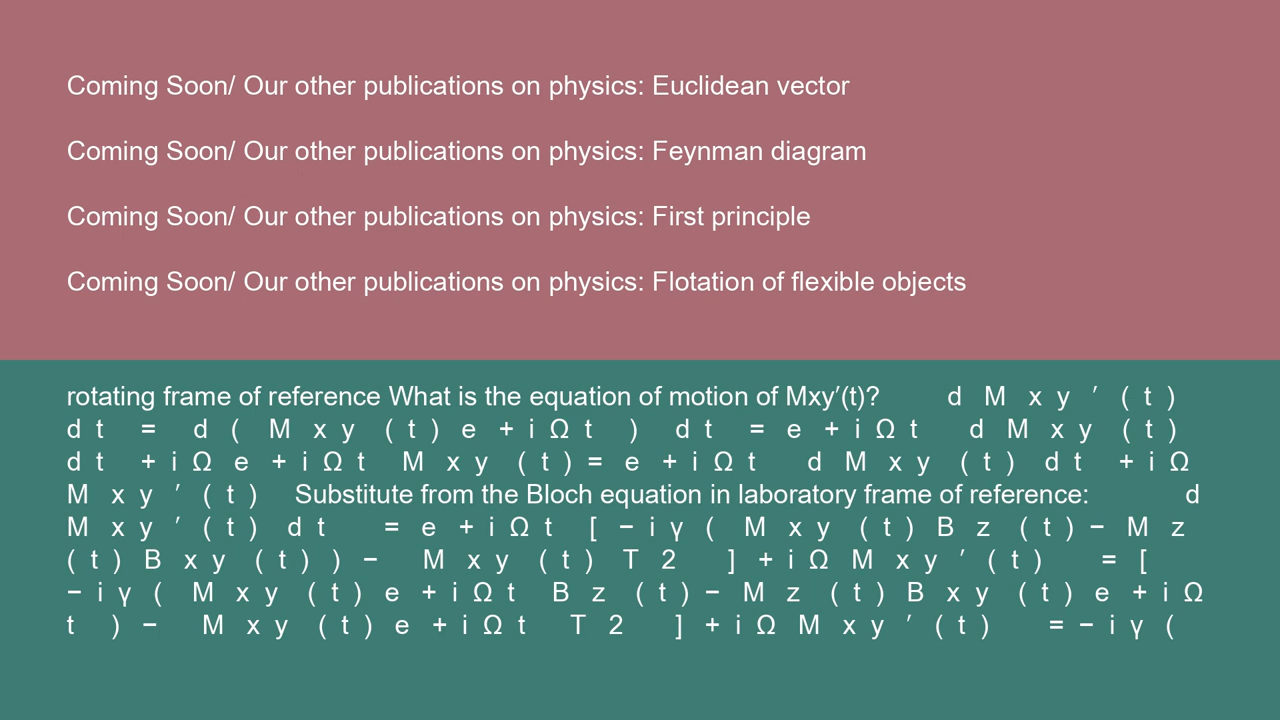 Coming Soon/ Our other publications on physics: Euclidean vector
Coming Soon/ Our other publications on physics: Feynman diagram
Coming Soon/ Our other publications on physics: First principle
Coming Soon/ Our other publications on physics: Flotation of flexible objects
rotating frame of reference What is the equation of motion of Mxy′(t)? d M x y ′ ( t )
d t = d ( M x y ( t ) e + i Ω t ) d t = e + i Ω t d M x y ( t )
d t + i Ω e + i Ω t M x y ( t ) = e + i Ω t d M x y ( t ) d t + i Ω
M x y ′ ( t ) Substitute from the Bloch equation in laboratory frame of reference: d
M x y ′ ( t ) d t = e + i Ω t [ − i γ ( M x y ( t ) B z ( t ) − M z
( t ) B x y ( t ) ) − M x y ( t ) T 2 ] + i Ω M x y ′ ( t ) = [
− i γ ( M x y ( t ) e + i Ω t B z ( t ) − M z ( t ) B x y ( t ) e + i Ω
t ) − M x y ( t ) e + i Ω t T 2 ] + i Ω M x y ′ ( t ) = − i γ (